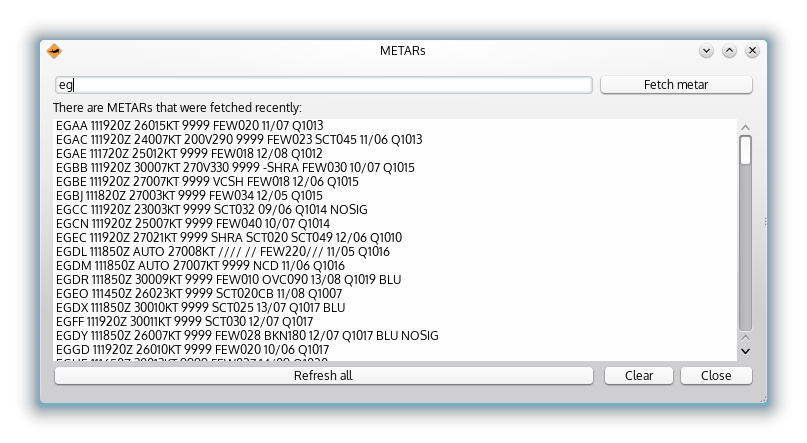 METARs
eg
Fetch metar
There are METARs that were fetched recently:
EGAA 111920Z 26015KT 9999 FEW020 11/07 Q1013
EGAC 111920Z 24007KT 200V290 9999 FEW023 SCT045 11/06 Q1013
EGAE 111720Z 25012KT 9999 FEW018 12/08 Q1012
EGBB 111920Z 30007KT 270V330 9999 -SHRA FEW030 10/07 Q1015
EGBE 111920Z 27007KT 9999 VCSH FEW018 12/06 Q1015
EGBJ 111820Z 27003KT 9999 FEW034 12/05 Q1015
EGCC 111920Z 23003KT 9999 SCT032 09/06 Q1014 NOSIG
EGCN 111920Z 25007KT 9999 FEW040 10/07 Q1014
EGEC 111920Z 27021KT 9999 SHRA SCT020 SCT049 12/06 Q1010
EGDL 111850Z AUTO 27008KT //// // FEW220/// 11/05 Q1016
EGDM 111850Z AUTO 27007KT 9999 NCD 11/06 Q1016
EGDR 111850Z 30009KT 9999 FEW010 OVC090 13/08 Q1019 BLU
EGEO 111450Z 26023KT 9999 SCT020CB 11/08 Q1007
EGDX 111850Z 30010KT 9999 SCT025 13/07 Q1017 BLU
EGFF 111920Z 30011KT 9999 SCT030 12/07 Q1017
EGDY 111850Z 26007KT 9999 FEW028 BKN180 12/07 Q1017 BLU NOSIG
EGGD 111920Z 26010KT 9999 FEW020 10/06 Q1017
Refresh all
Clear
Close